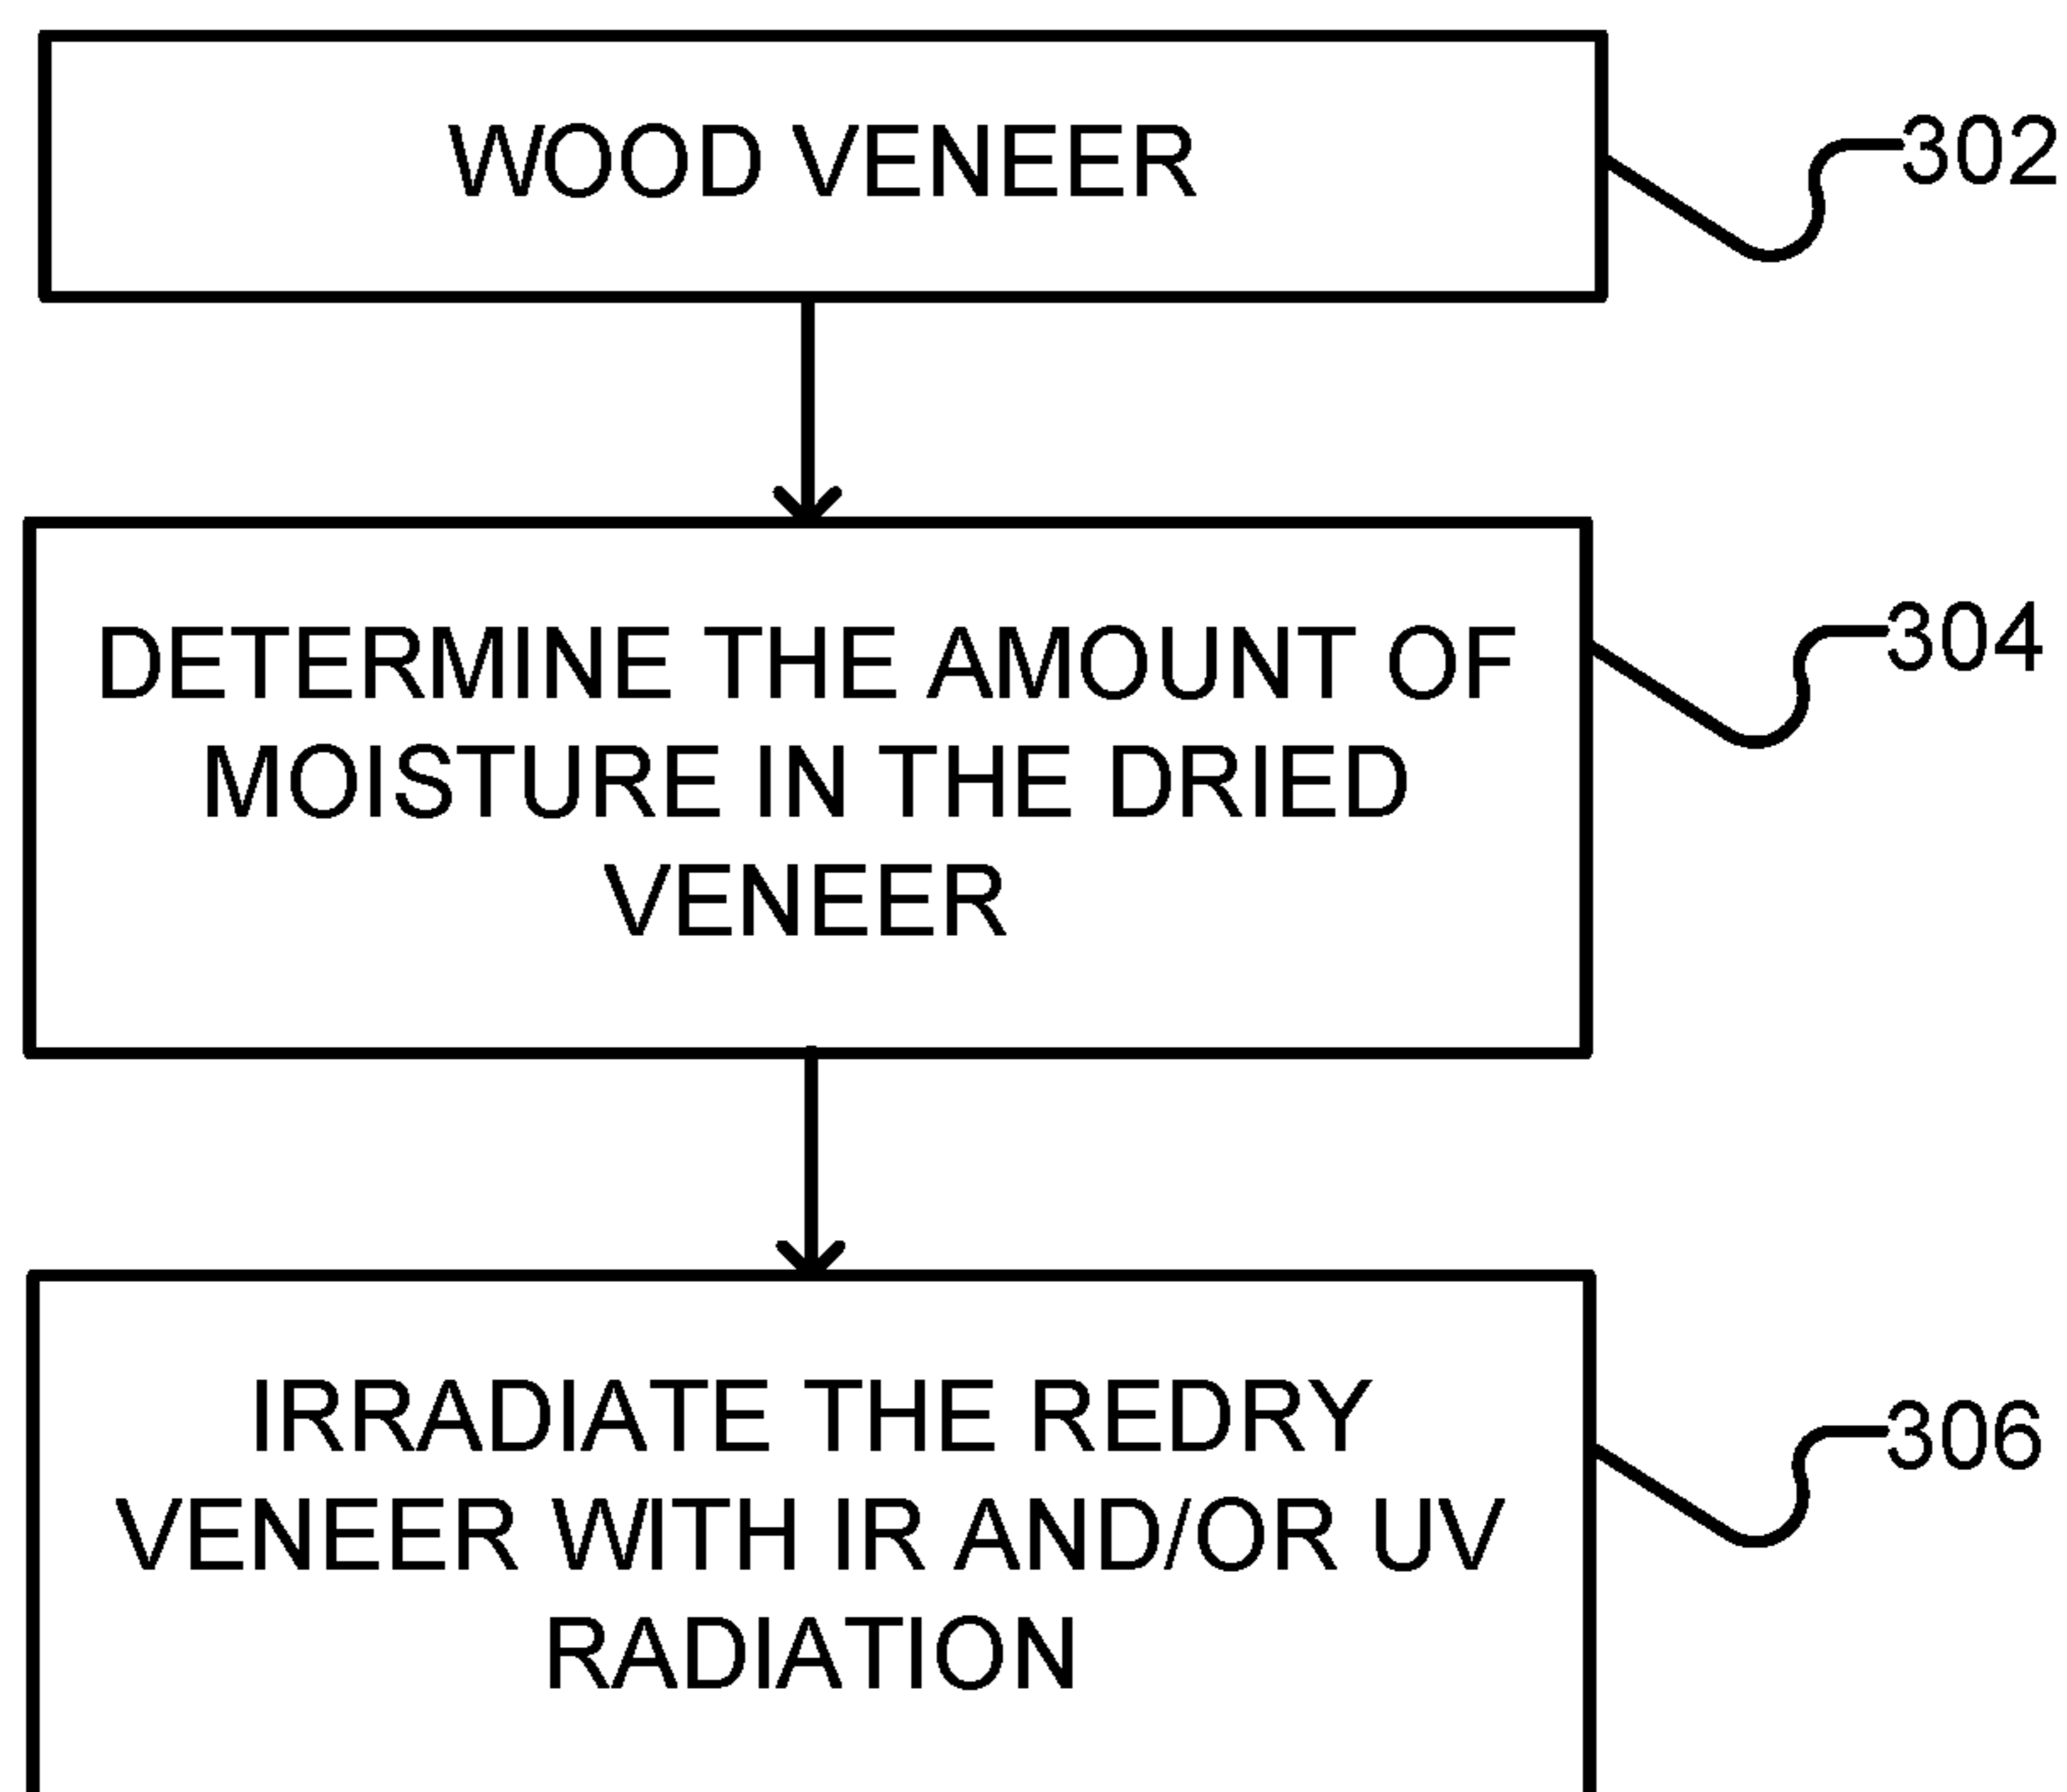 WOOD VENEER
302
DETERMINE THE AMOUNT OF
MOISTURE IN THE DRIED
VENEER
304
IRRADIATE THE REDRY
VENEER WITH IR AND/OR UV
RADIATION
306